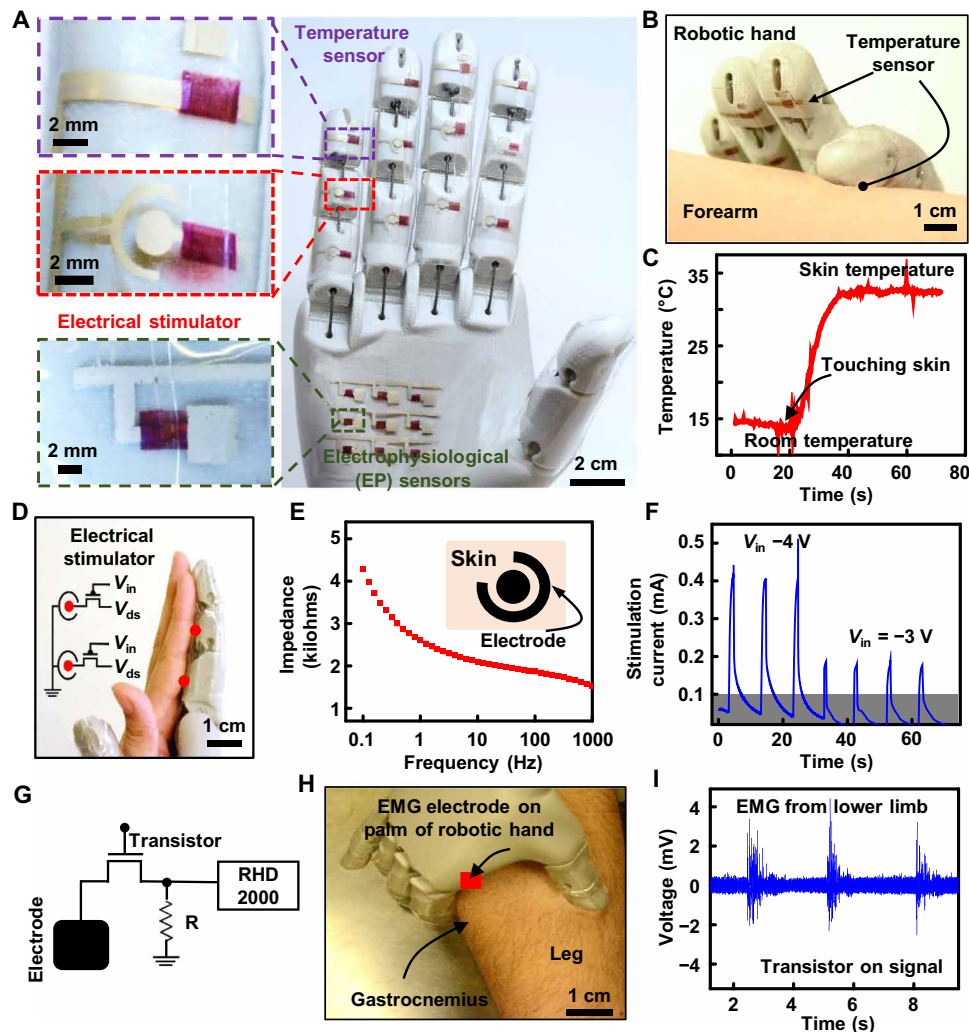 A
Temperature
sensor
2 mm
2 mm
Electrical stimulator
2 mm
Electrophysiological
(EP) sensors
2 cm
B
Robotic hand
Temperature
sensor
Forearm
1 cm
C
Temperature (°C)
35
25
15
Skin temperature
Touching skin
Room temperature
0
20
40
60
80
Time (s)
D
Electrical
stimulator
Vin
Vds
Vin
Vds
1 cm
E
Impedance
(kilohms)
5
4
3
2
1
Skin
Electrode
0.1
1
10
100
1000
Frequency (Hz)
F
Stimulation
current (mA)
0.5
0.4
0.3
0.2
0.1
Vin −4 V
Vin = −3 V
0
20
40
60
Time (s)
G
Transistor
RHD
2000
R
Electrode
H
EMG electrode on
palm of robotic hand
Leg
Gastrocnemius
1 cm
I
Voltage (mV)
4
2
0
−2
−4
EMG from lower limb
Transistor on signal
2
4
6
8
Time (s)